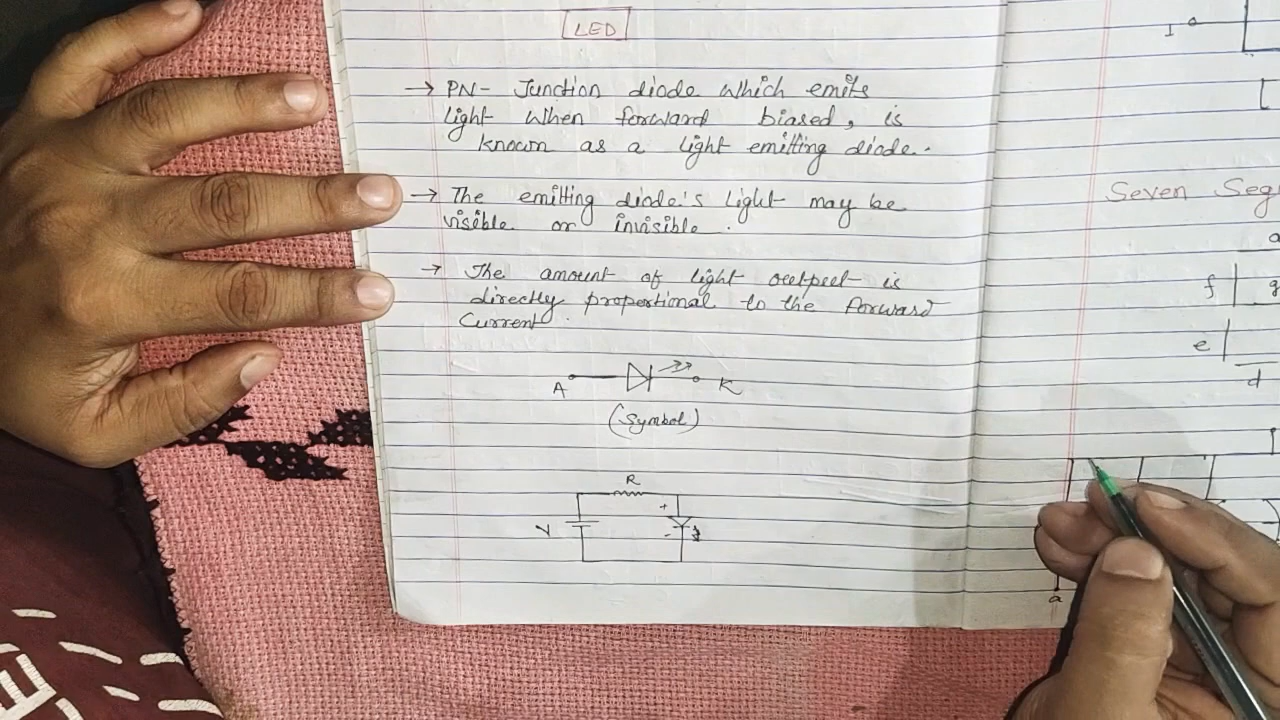 LED
→ PN- Junction diode which emits
light when forward biased, is
known as a light emitting diode.
→ The emitting diode's light may be
visible or invisible.
→ The amount of light output is
directly proportional to the forward
Current.
A K
(Symbol)
R
V + -
I
Seven Seg
a
f g
e
d
a